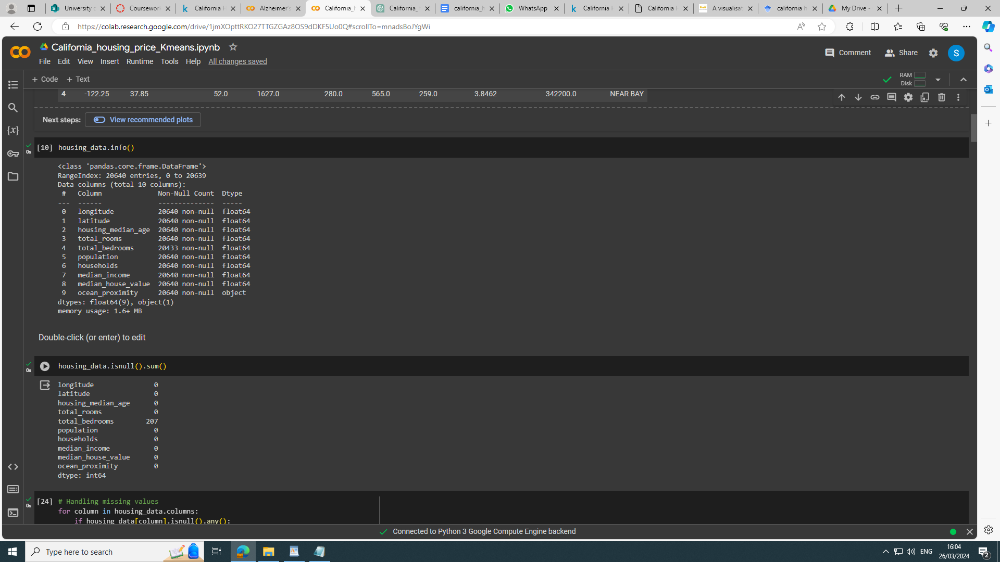 University c
Coursework
California H
Alzheimer's
California_h
California_h
california_h
WhatsApp
California H
California H
A visualisat
california h
My Drive -
https://colab.research.google.com/drive/1jmXOpttRKO27TTGZGAz8OS9dDKF5Uo0Q#scrollTo=mnadsBoJYgWi
California_housing_price_Kmeans.ipynb
Comment Share S
File Edit View Insert Runtime Tools Help All changes saved
+ Code + Text
RAM
Disk
4 -122.25 37.85 52.0 1627.0 280.0 565.0 259.0 3.8462 342200.0 NEAR BAY
Next steps: View recommended plots
[10] housing_data.info()
0s
<class 'pandas.core.frame.DataFrame'>
RangeIndex: 20640 entries, 0 to 20639
Data columns (total 10 columns):
# Column Non-Null Count Dtype
--- ------ -------------- -----
0 longitude 20640 non-null float64
1 latitude 20640 non-null float64
2 housing_median_age 20640 non-null float64
3 total_rooms 20640 non-null float64
4 total_bedrooms 20433 non-null float64
5 population 20640 non-null float64
6 households 20640 non-null float64
7 median_income 20640 non-null float64
8 median_house_value 20640 non-null float64
9 ocean_proximity 20640 non-null object
dtypes: float64(9), object(1)
memory usage: 1.6+ MB
Double-click (or enter) to edit
housing_data.isnull().sum()
0s
longitude 0
latitude 0
housing_median_age 0
total_rooms 0
total_bedrooms 207
population 0
households 0
median_income 0
median_house_value 0
ocean_proximity 0
dtype: int64
[24] # Handling missing values
0s
for column in housing_data.columns:
if housing_data[column].isnull().any():
Connected to Python 3 Google Compute Engine backend
Type here to search
ENG
16:04
26/03/2024
2